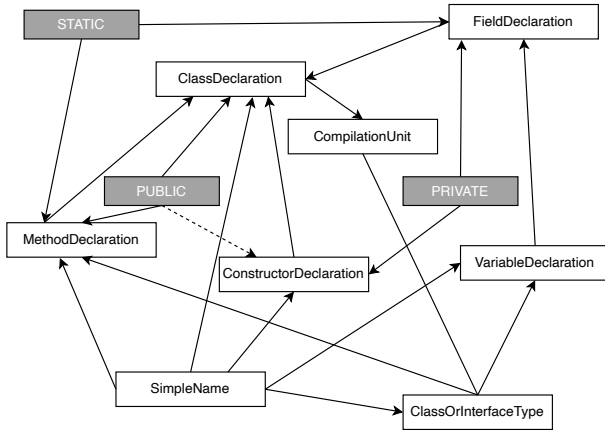 STATIC
FieldDeclaration
ClassDeclaration
CompilationUnit
PUBLIC
PRIVATE
MethodDeclaration
ConstructorDeclaration
VariableDeclaration
SimpleName
ClassOrInterfaceType